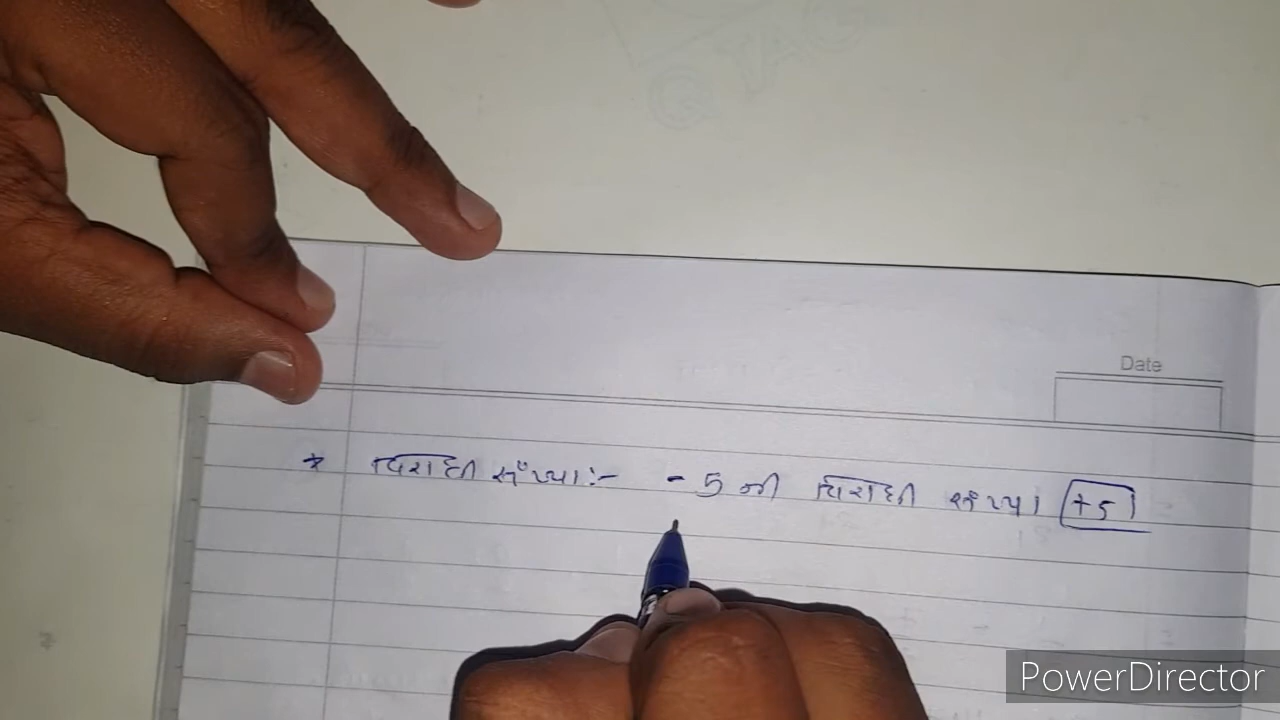 Date
* વિરોધી સંખ્યા :- - 5 ની વિરોધી સંખ્યા +5
PowerDirector